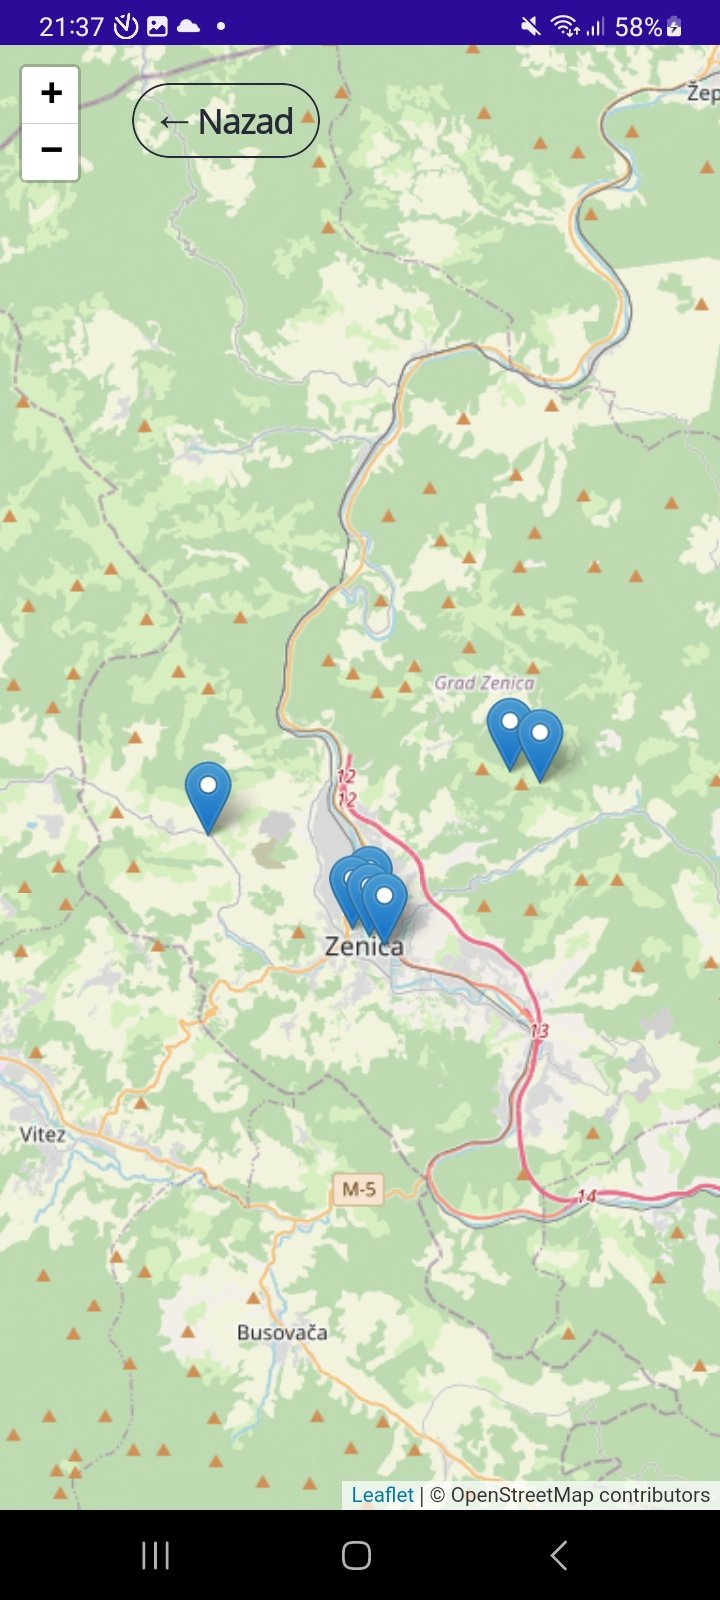 21:37 58%
+
← Nazad
Žep
−
Grad Zenica
12
12
Zenica
13
Vitez
M-5
14
Busovača
Leaflet | © OpenStreetMap contributors